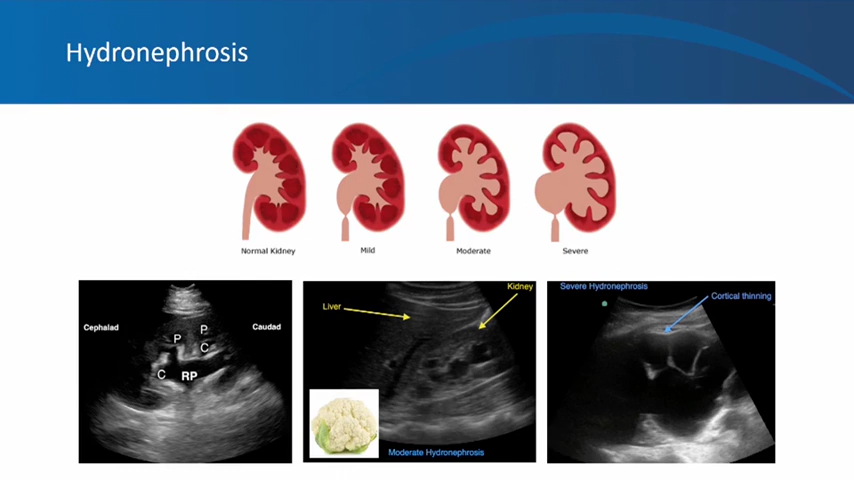 Hydronephrosis
Normal Kidney
Mild
Moderate
Severe
Cephalad
P
P
C
C
RP
Caudad
Liver
Kidney
Moderate Hydronephrosis
Severe Hydronephrosis
Cortical thinning